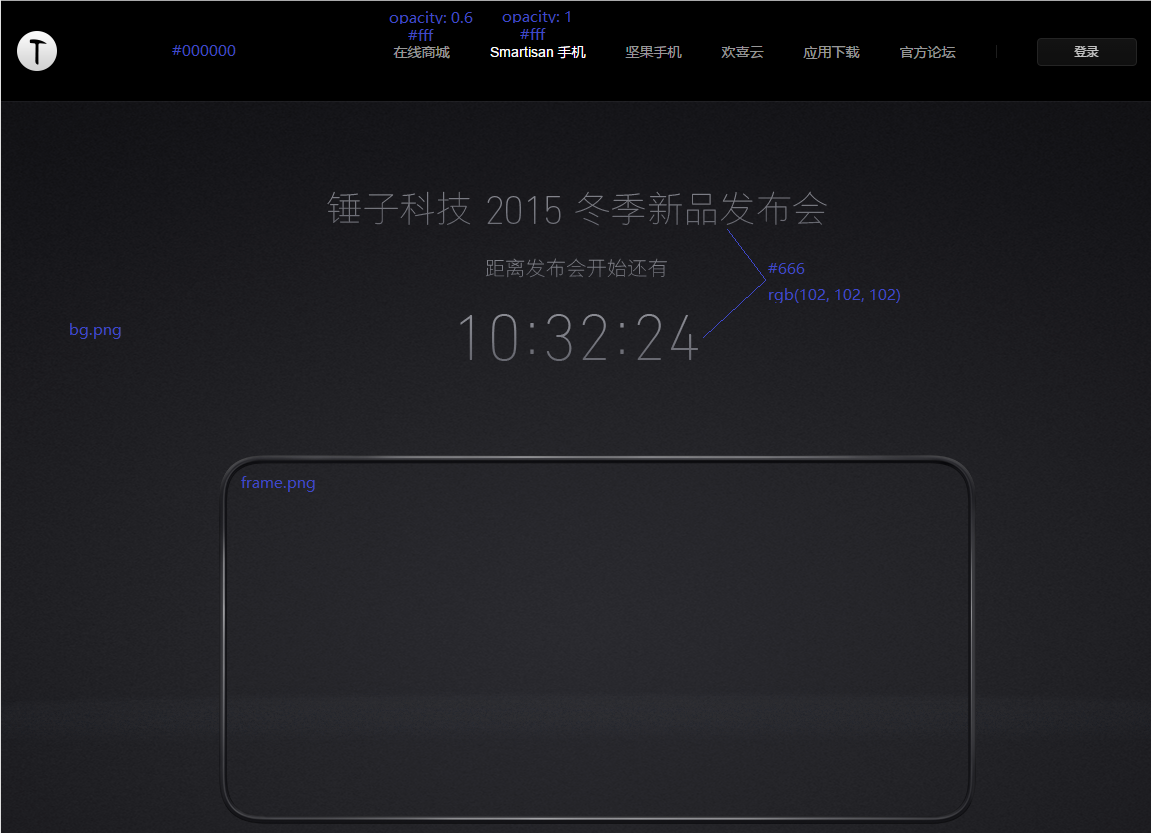 opacity: 0.6 opacity: 1
#fff #fff
#000000
在线商城 Smartisan 手机 坚果手机 欢喜云 应用下载 官方论坛 登录
锤子科技 2015 冬季新品发布会
距离发布会开始还有
#666
rgb(102, 102, 102)
10:32:24
bg.png
frame.png